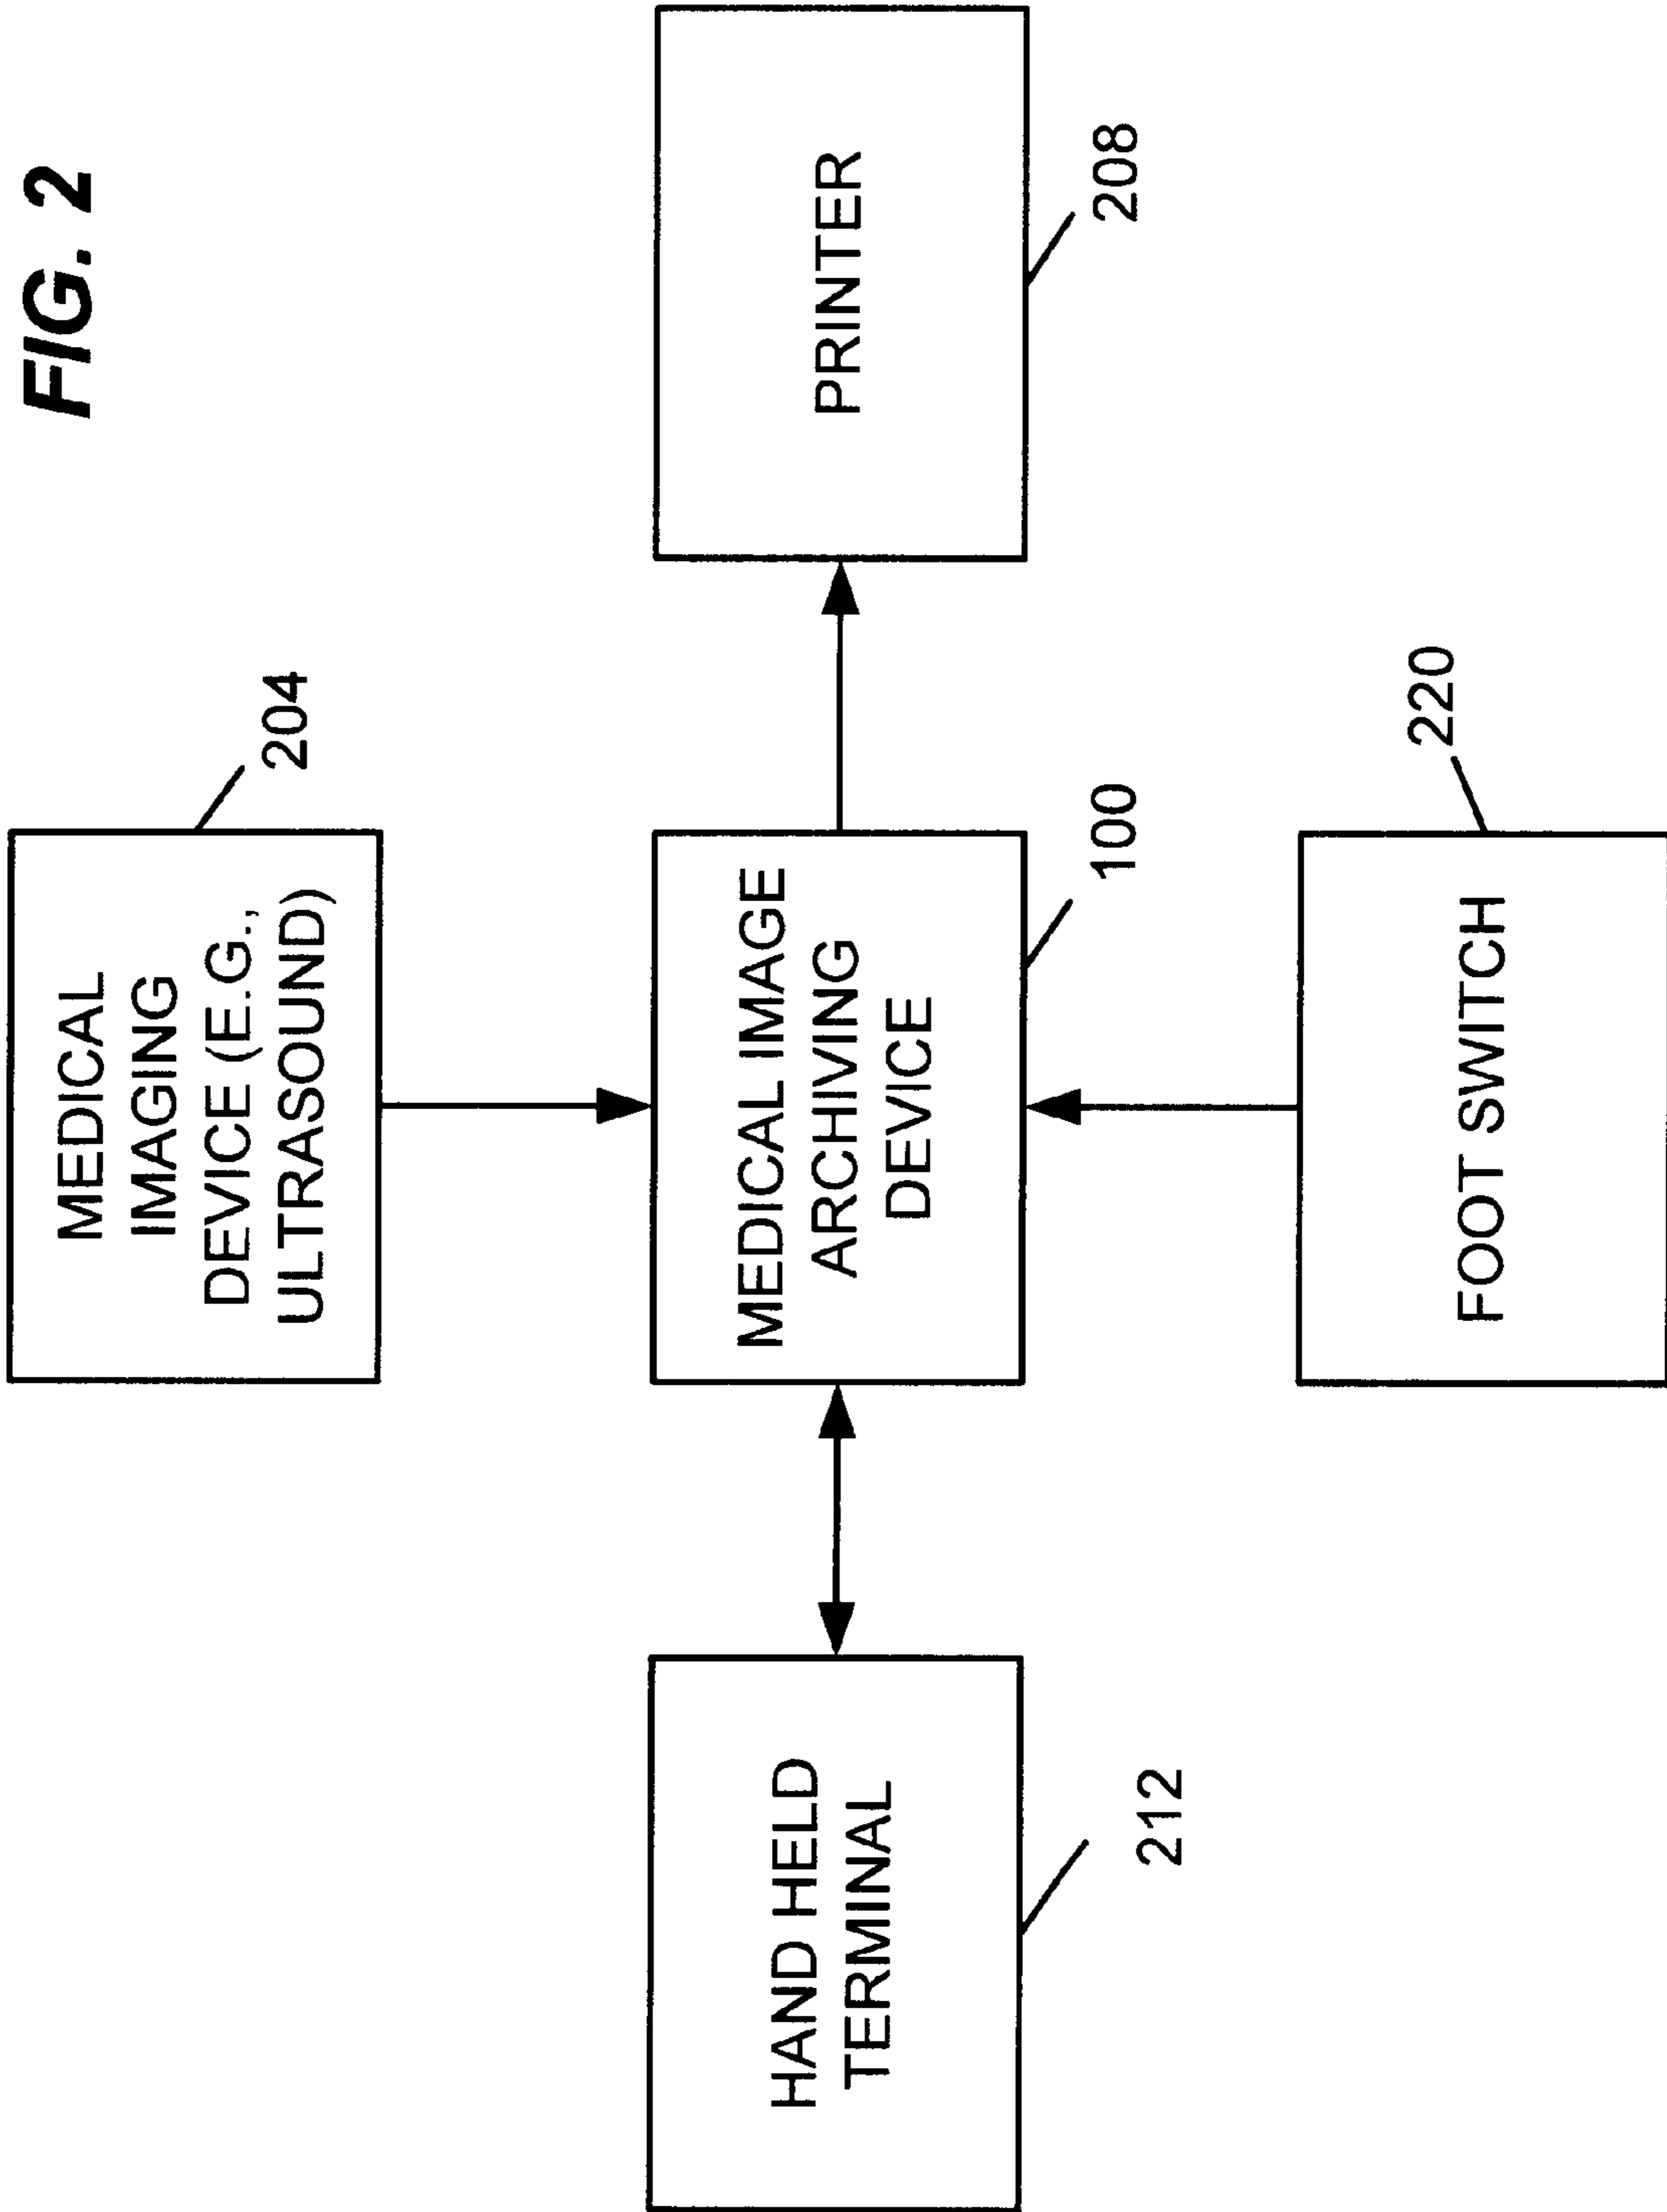 FIG. 2
MEDICAL
IMAGING
DEVICE (E.G.,
ULTRASOUND)
204
HAND HELD
TERMINAL
212
MEDICAL IMAGE
ARCHIVING
DEVICE
100
PRINTER
208
FOOT SWITCH
220